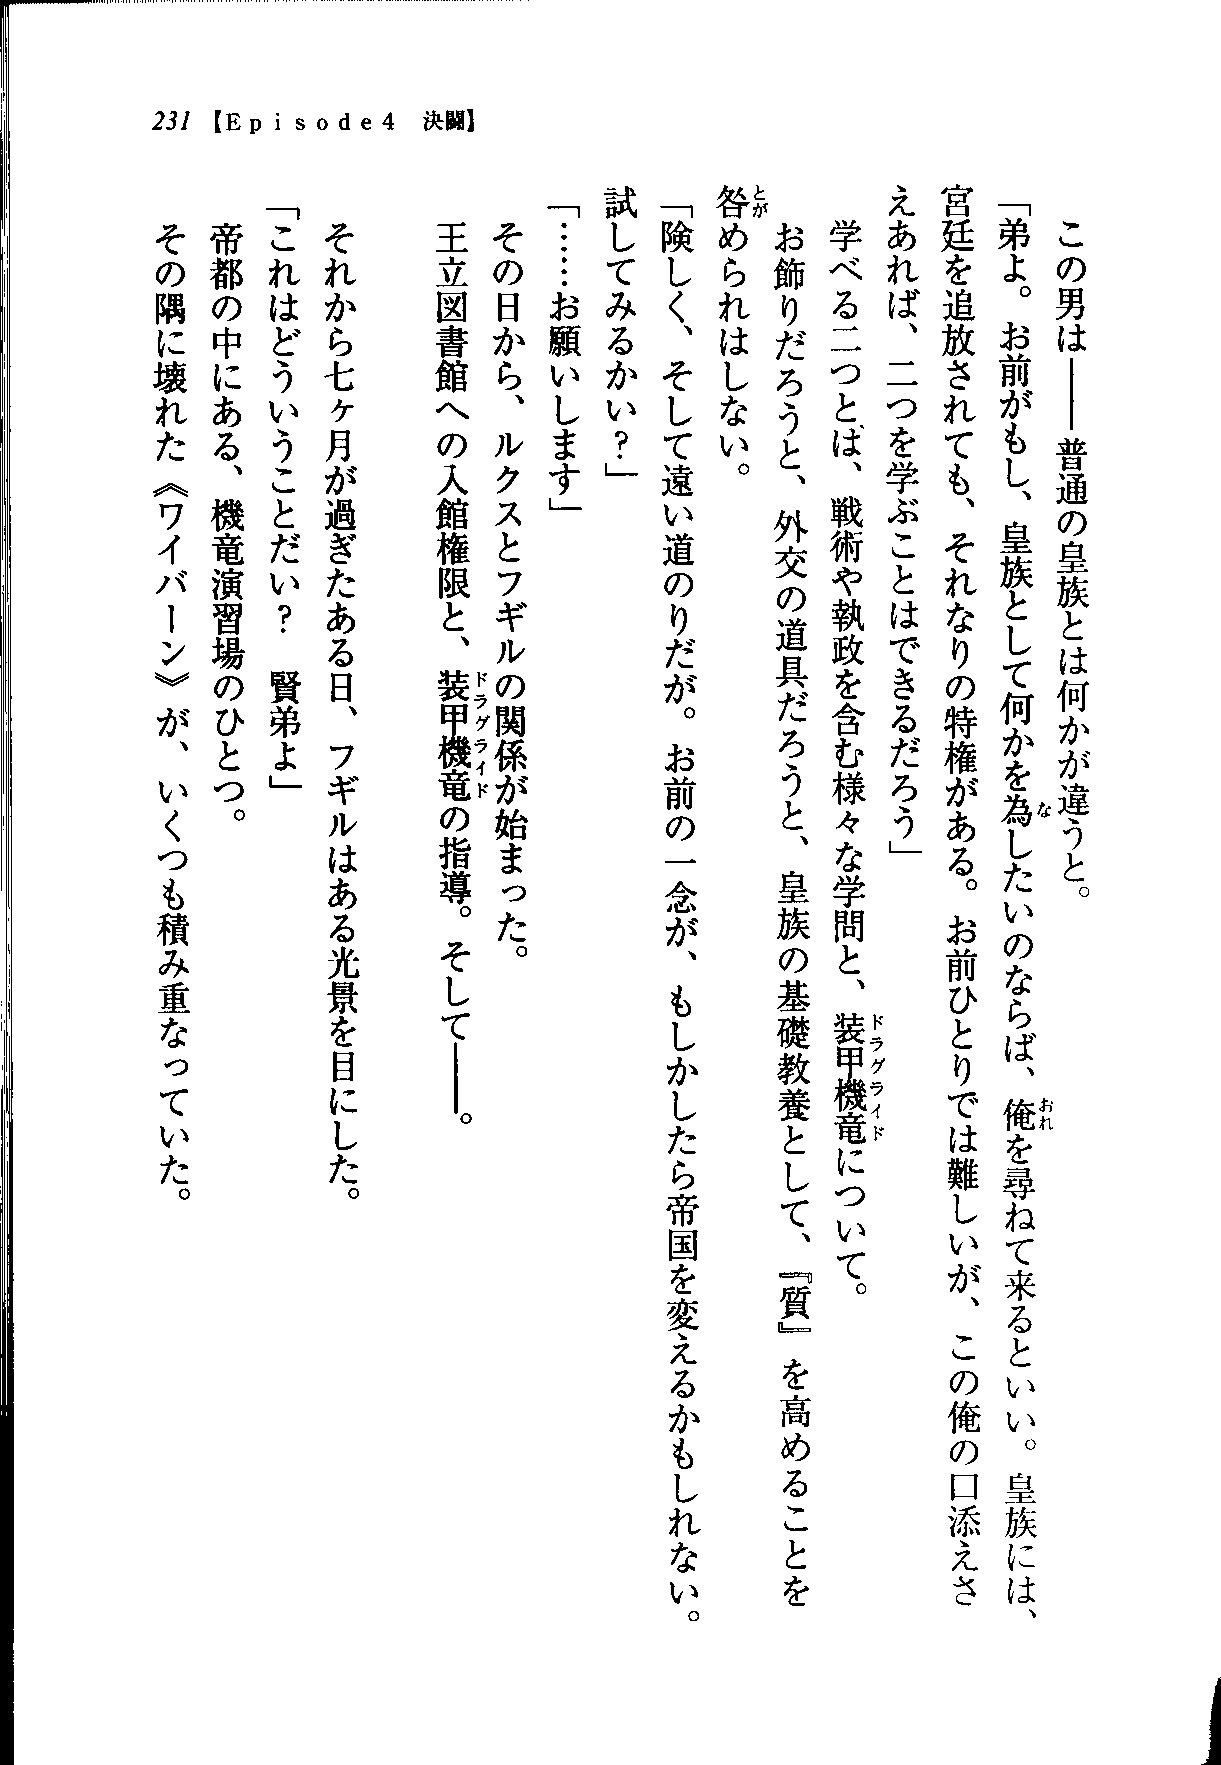 231 【Episode4　決闘】
この男は――普通の皇族とは何かが違うと。
「弟よ。お前がもし、皇族として何かを為したいのならば、俺を尋ねて来るといい。皇族には、
宮廷を追放されても、それなりの特権がある。お前ひとりでは難しいが、この俺の口添えさ
えあれば、二つを学ぶことはできるだろう」
学べる二つとは、戦術や執政を含む様々な学問と、装甲機竜について。
お飾りだろうと、外交の道具だろうと、皇族の基礎教養として、『質』を高めることを
咎められはしない。
「険しく、そして遠い道のりだが。お前の一念が、もしかしたら帝国を変えるかもしれない。
試してみるかい？」
「……お願いします」
その日から、ルクスとフギルの関係が始まった。
王立図書館への入館権限と、装甲機竜の指導。そして――。
それから七ヶ月が過ぎたある日、フギルはある光景を目にした。
「これはどういうことだい？　賢弟よ」
帝都の中にある、機竜演習場のひとつ。
その隅に壊れた《ワイバーン》が、いくつも積み重なっていた。